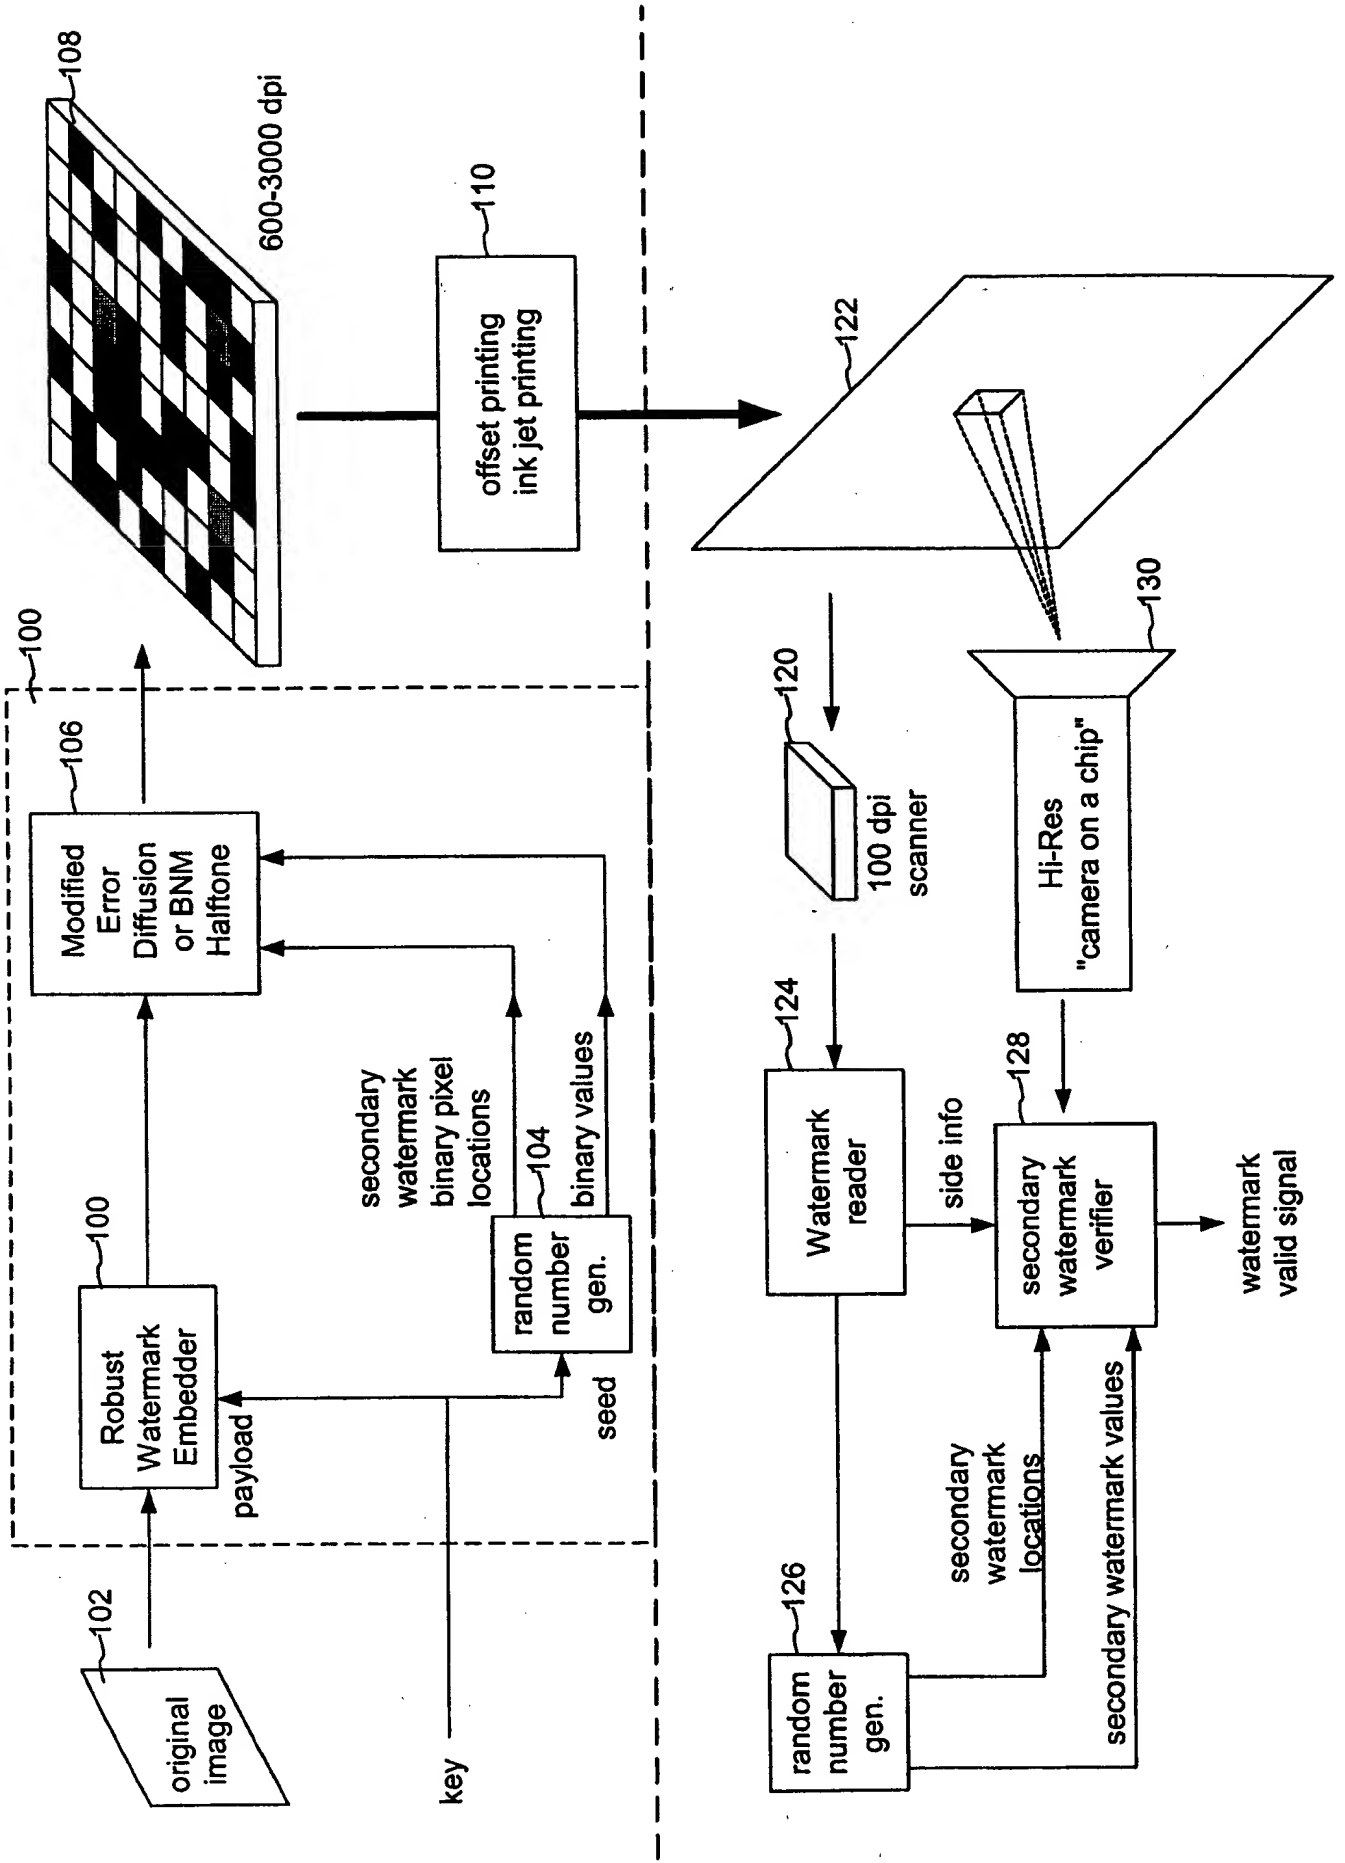 original
image
102
key
Robust
Watermark
Embedder
100
payload
seed
random
number
gen.
104
secondary
watermark
binary pixel
locations
binary values
Modified
Error
Diffusion
or BNM
Halftone
106
100
108
600-3000 dpi
offset printing
ink jet printing
110
122
120
100 dpi
scanner
Hi-Res
"camera on a chip"
130
Watermark
reader
124
side info
secondary
watermark
verifier
128
watermark
valid signal
random
number
gen.
126
secondary
watermark
locations
secondary watermark values